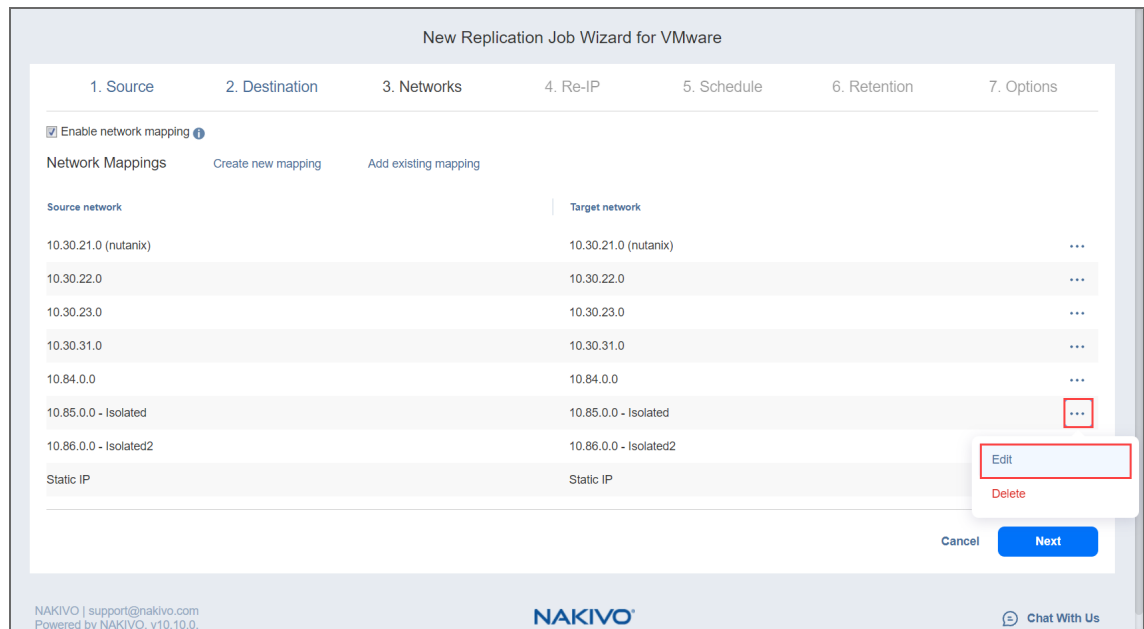 New Replication Job Wizard for VMware
1. Source 2. Destination 3. Networks 4. Re-IP 5. Schedule 6. Retention 7. Options
Enable network mapping
Network Mappings Create new mapping Add existing mapping
Source network Target network
10.30.21.0 (nutanix) 10.30.21.0 (nutanix) ...
10.30.22.0 10.30.22.0 ...
10.30.23.0 10.30.23.0 ...
10.30.31.0 10.30.31.0 ...
10.84.0.0 10.84.0.0 ...
10.85.0.0 - Isolated 10.85.0.0 - Isolated ...
10.86.0.0 - Isolated2 10.86.0.0 - Isolated2
Edit
Static IP Static IP
Delete
Cancel Next
NAKIVO | support@nakivo.com
Powered by NAKIVO, v10.10.0.
NAKIVO®
Chat With Us